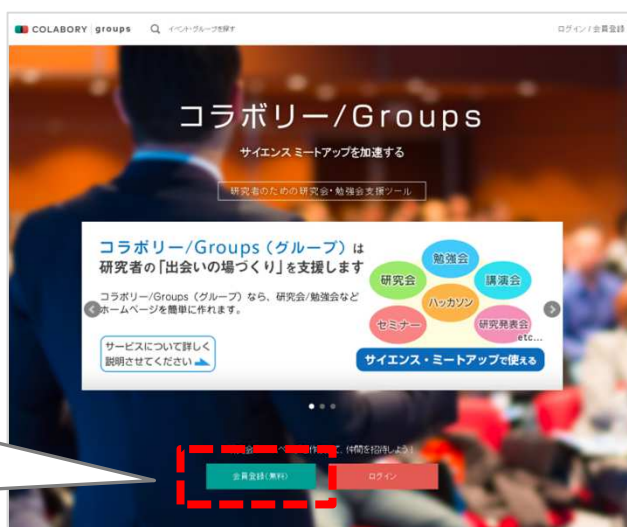 COLABORY groups
イベント・グループを探す
ログイン / 会員登録
コラボリー/Groups
サイエンス ミートアップを加速する
研究者のための研究会・勉強会支援ツール
コラボリー/Groups（グループ）は
研究者の「出会いの場づくり」を支援します
コラボリー/Groups（グループ）なら、研究会/勉強会など
ホームページを簡単に作れます。
サービスについて詳しく
説明させてください
勉強会
研究会
講演会
ハッカソン
セミナー
研究発表会
etc...
サイエンス・ミートアップで使える
て、仲間を招待しよう！
会員登録（無料）
ログイン